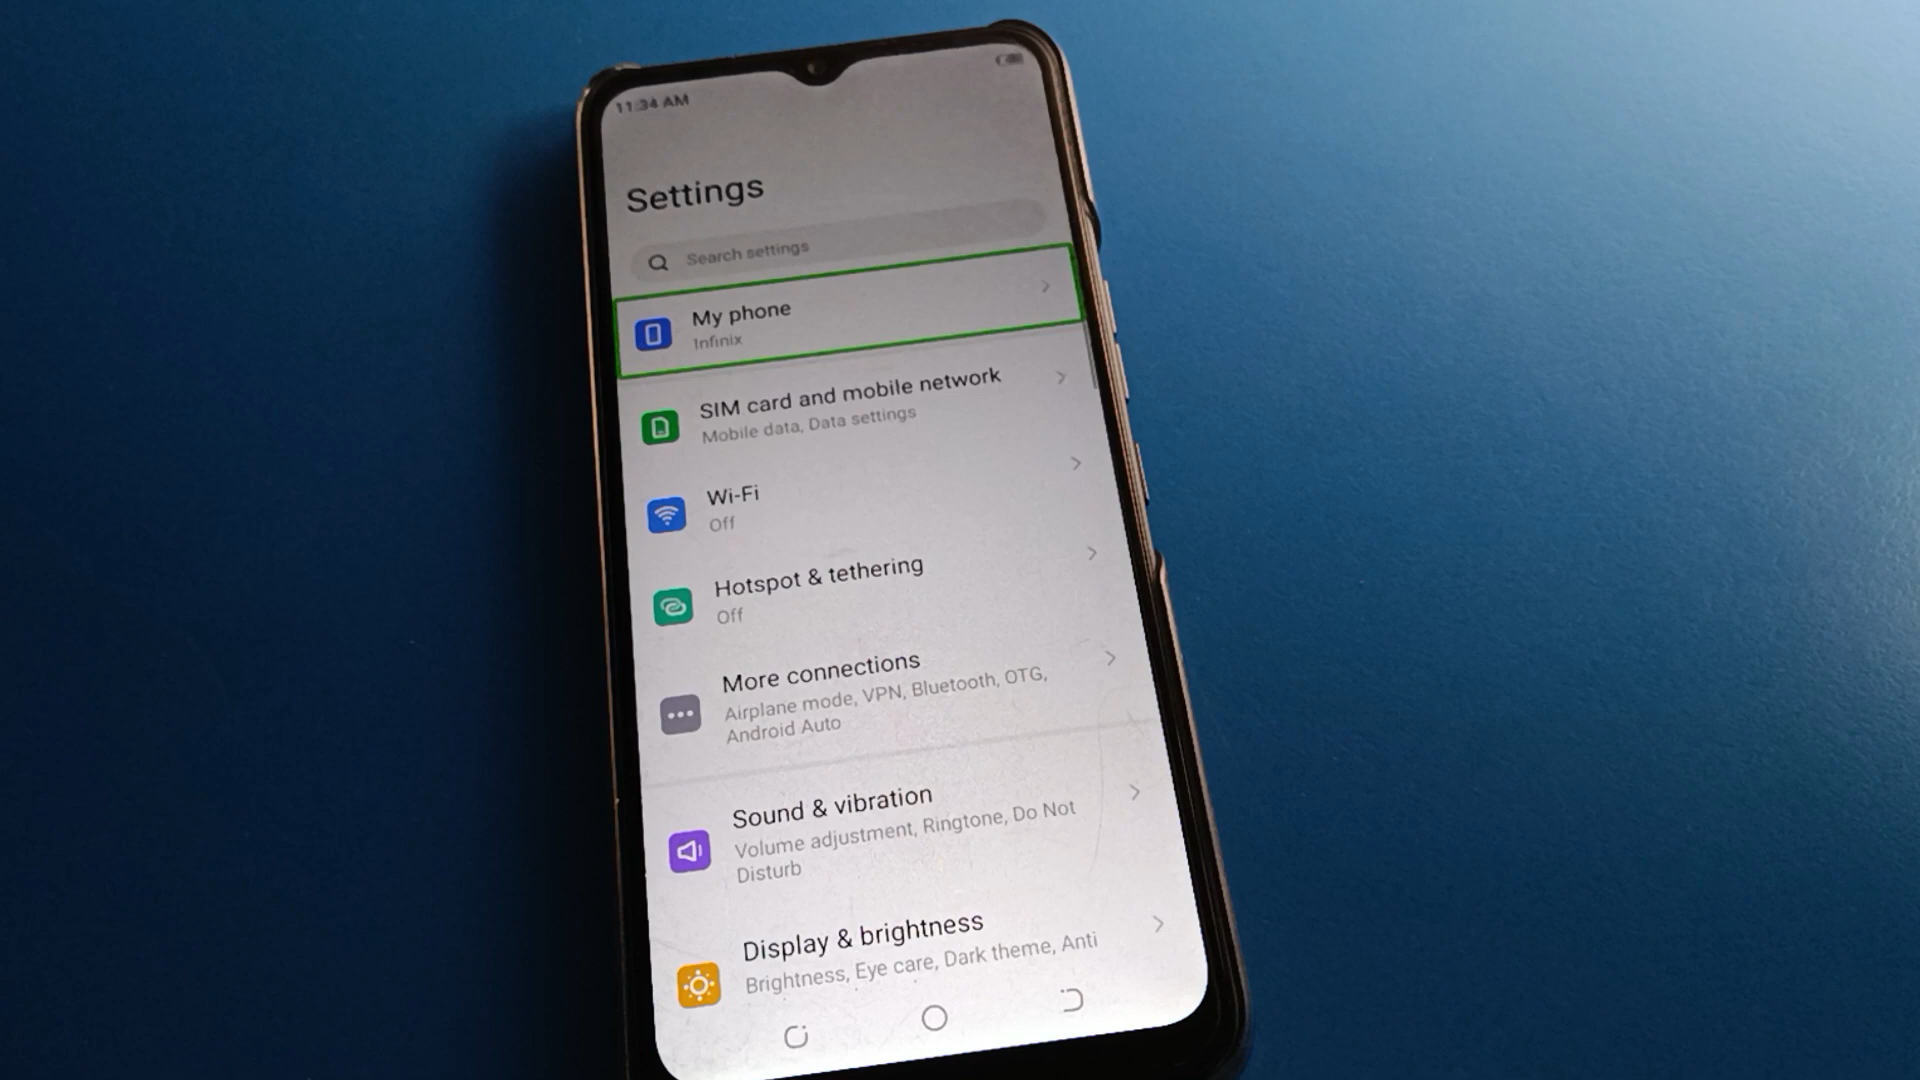 11:34 AM
Settings
Search settings
My phone
Infinix
SIM card and mobile network
Mobile data, Data settings
Wi-Fi
Off
Hotspot & tethering
Off
More connections
Airplane mode, VPN, Bluetooth, OTG,
Android Auto
Sound & vibration
Volume adjustment, Ringtone, Do Not
Disturb
Display & brightness
Brightness, Eye care, Dark theme, Anti